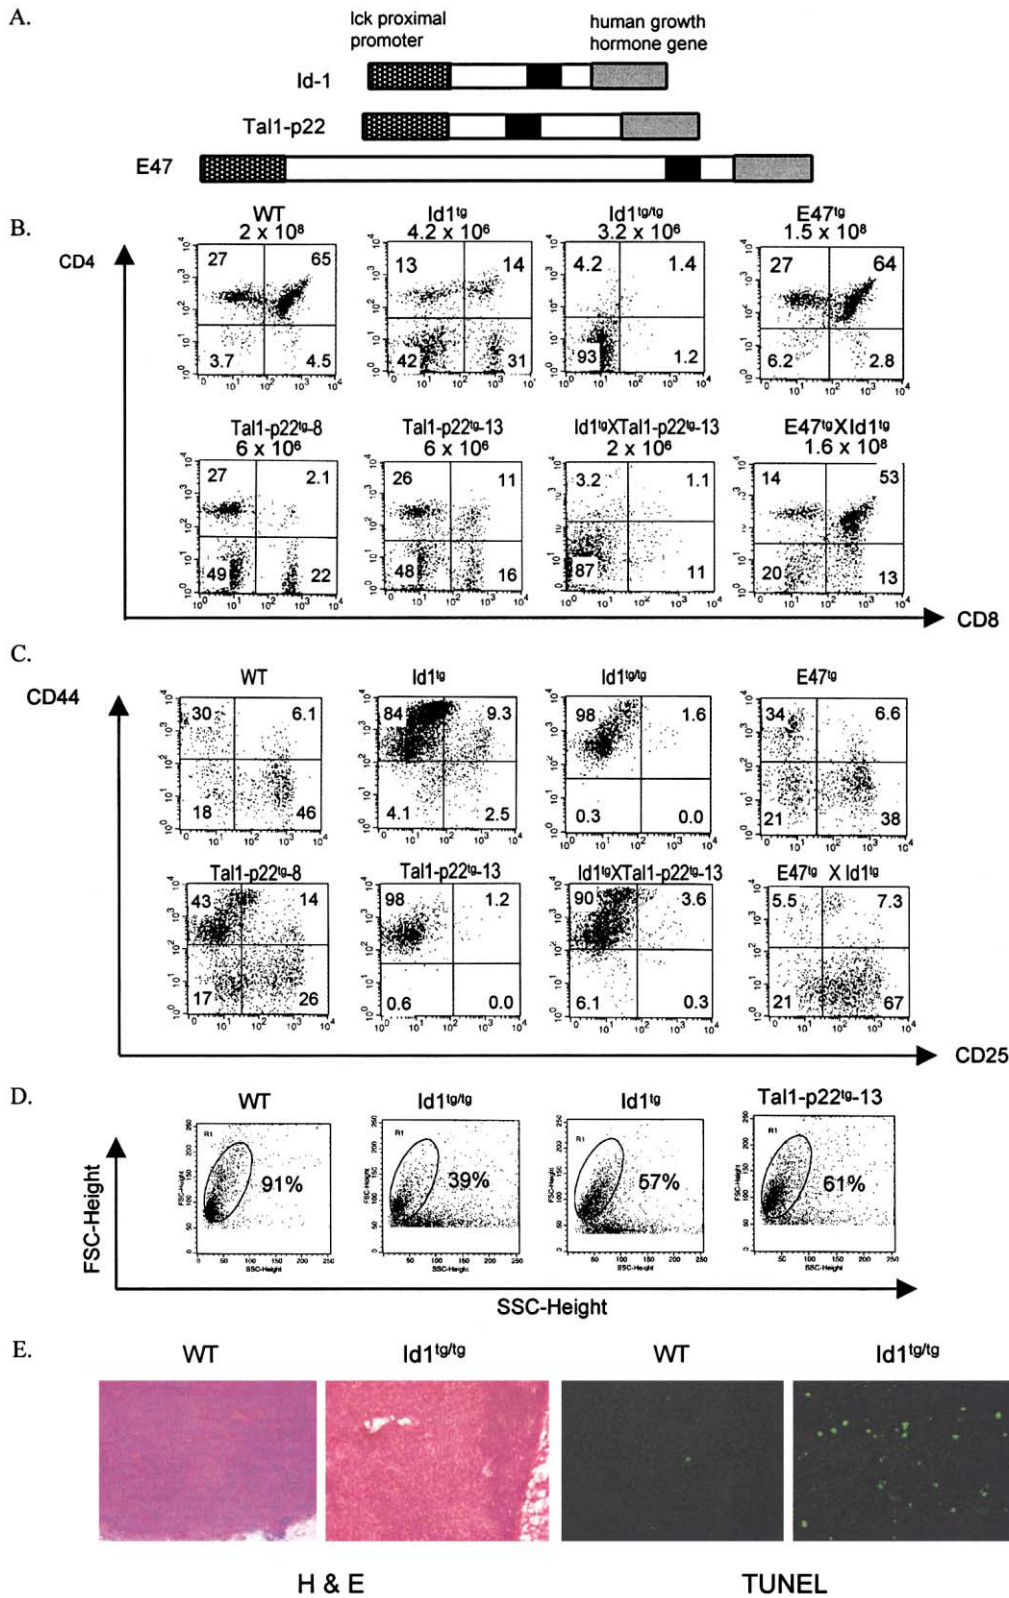 A.
lck proximal
promoter
human growth
hormone gene
Id-1
Tal1-p22
E47
B.
WT
2 x 10⁸
Id1ᵗᵍ
4.2 x 10⁶
Id1ᵗᵍ/ᵗᵍ
3.2 x 10⁶
E47ᵗᵍ
1.5 x 10⁸
CD4
27 65
3.7 4.5
13 14
42 31
4.2 1.4
93 1.2
27 64
6.2 2.8
Tal1-p22ᵗᵍ-8
6 x 10⁶
Tal1-p22ᵗᵍ-13
6 x 10⁶
Id1ᵗᵍXTal1-p22ᵗᵍ-13
2 x 10⁶
E47ᵗᵍXId1ᵗᵍ
1.6 x 10⁸
27 2.1
49 22
26 11
48 16
3.2 1.1
87 11
14 53
20 13
CD8
C.
CD44
WT
Id1ᵗᵍ
Id1ᵗᵍ/ᵗᵍ
E47ᵗᵍ
30 6.1
18 46
84 9.3
4.1 2.5
98 1.6
0.3 0.0
34 6.6
21 38
Tal1-p22ᵗᵍ-8
Tal1-p22ᵗᵍ-13
Id1ᵗᵍXTal1-p22ᵗᵍ-13
E47ᵗᵍ X Id1ᵗᵍ
43 14
17 26
98 1.2
0.6 0.0
90 3.6
6.1 0.3
5.5 7.3
21 67
CD25
D.
WT
Id1ᵗᵍ/ᵗᵍ
Id1ᵗᵍ
Tal1-p22ᵗᵍ-13
R1
91%
R1
39%
R1
57%
R1
61%
FSC-Height
SSC-Height
E.
WT
Id1ᵗᵍ/ᵗᵍ
WT
Id1ᵗᵍ/ᵗᵍ
H & E
TUNEL